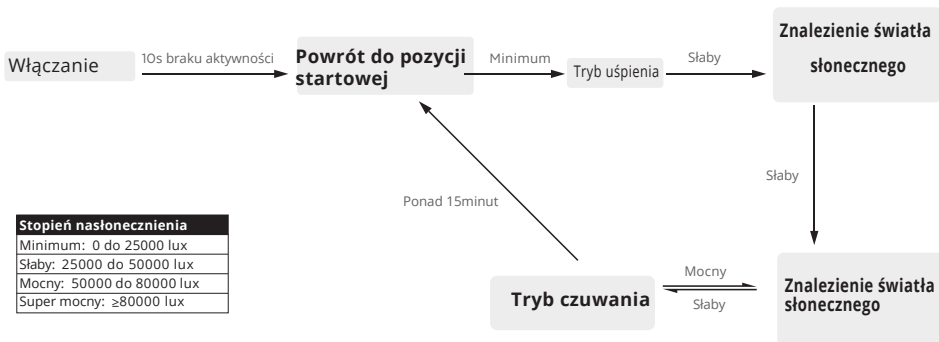 Włączanie
10s braku aktywności
Powrót do pozycji
startowej
Minimum
Tryb uśpienia
Słaby
Znalezienie światła
słonecznego
Słaby
Ponad 15minut
Stopień nasłonecznienia
Minimum: 0 do 25000 lux
Słaby: 25000 do 50000 lux
Mocny: 50000 do 80000 lux
Super mocny: ≥80000 lux
Tryb czuwania
Mocny
Słaby
Znalezienie światła
słonecznego